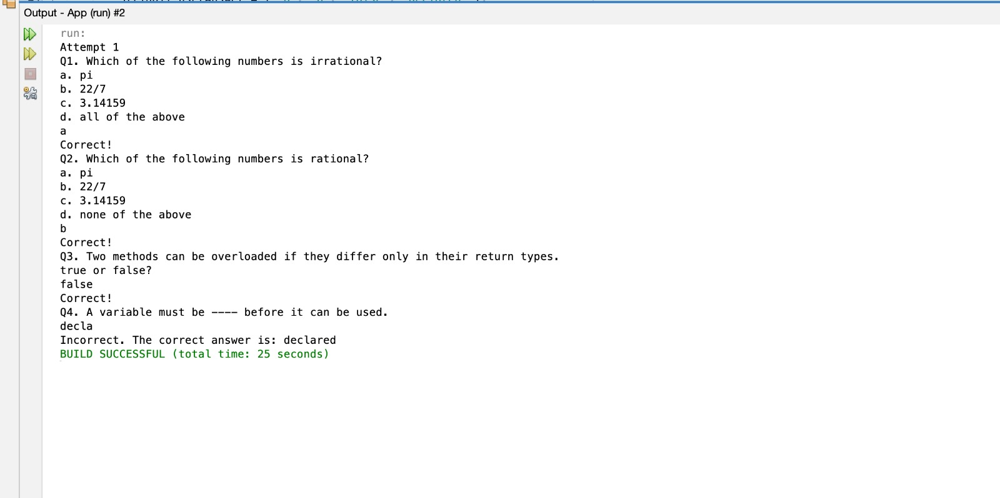 Output - App (run) #2
run:
Attempt 1
Q1. Which of the following numbers is irrational?
a. pi
b. 22/7
c. 3.14159
d. all of the above
a
Correct!
Q2. Which of the following numbers is rational?
a. pi
b. 22/7
c. 3.14159
d. none of the above
b
Correct!
Q3. Two methods can be overloaded if they differ only in their return types.
true or false?
false
Correct!
Q4. A variable must be ---- before it can be used.
decla
Incorrect. The correct answer is: declared
BUILD SUCCESSFUL (total time: 25 seconds)